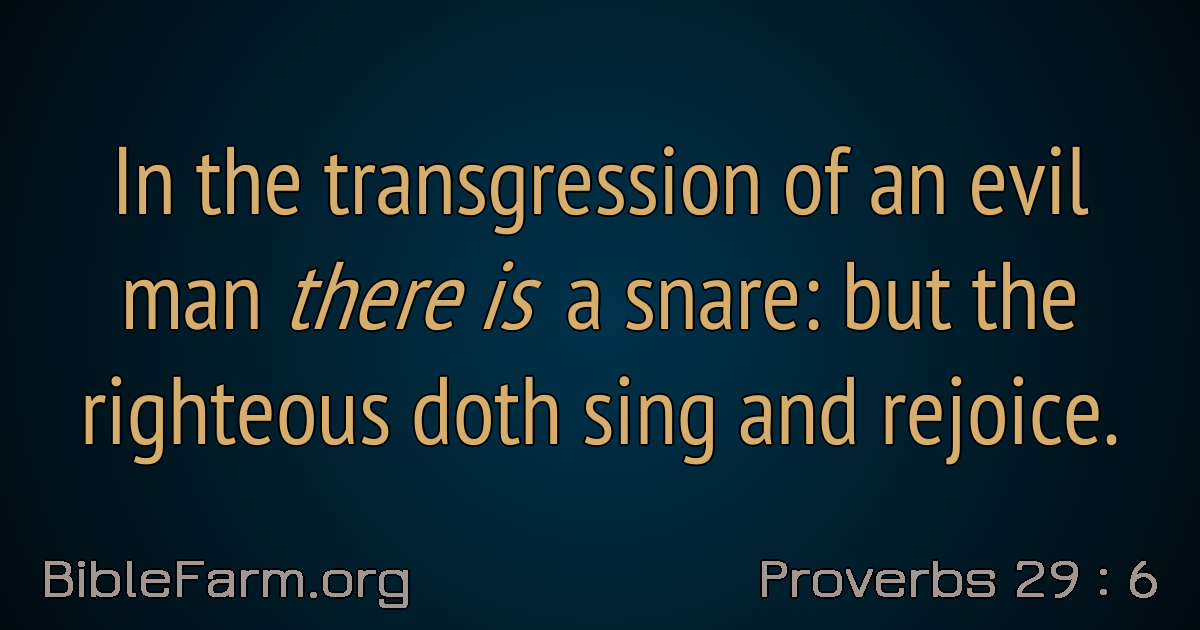 In the transgression of an evil
man there is a snare: but the
righteous doth sing and rejoice.
BibleFarm.org
Proverbs 29 : 6